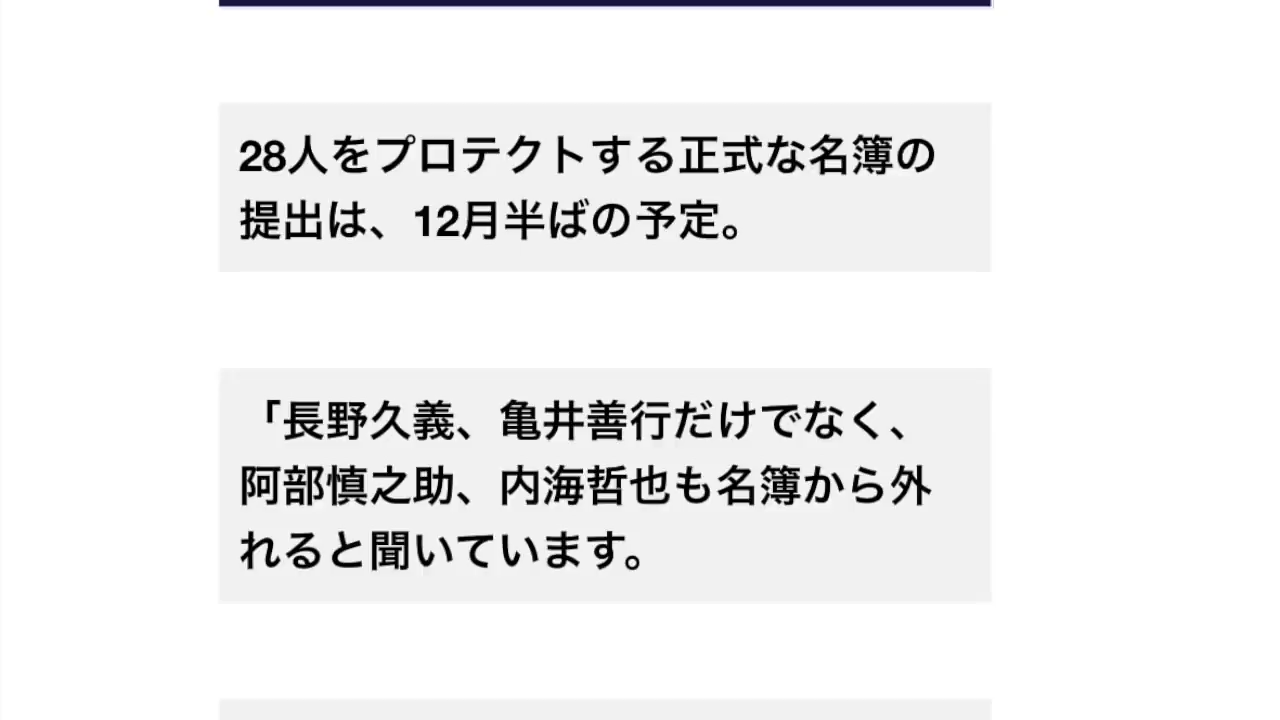 28人をプロテクトする正式な名簿の
提出は、12月半ばの予定。
「長野久義、亀井善行だけでなく、
阿部慎之助、内海哲也も名簿から外
れると聞いています。